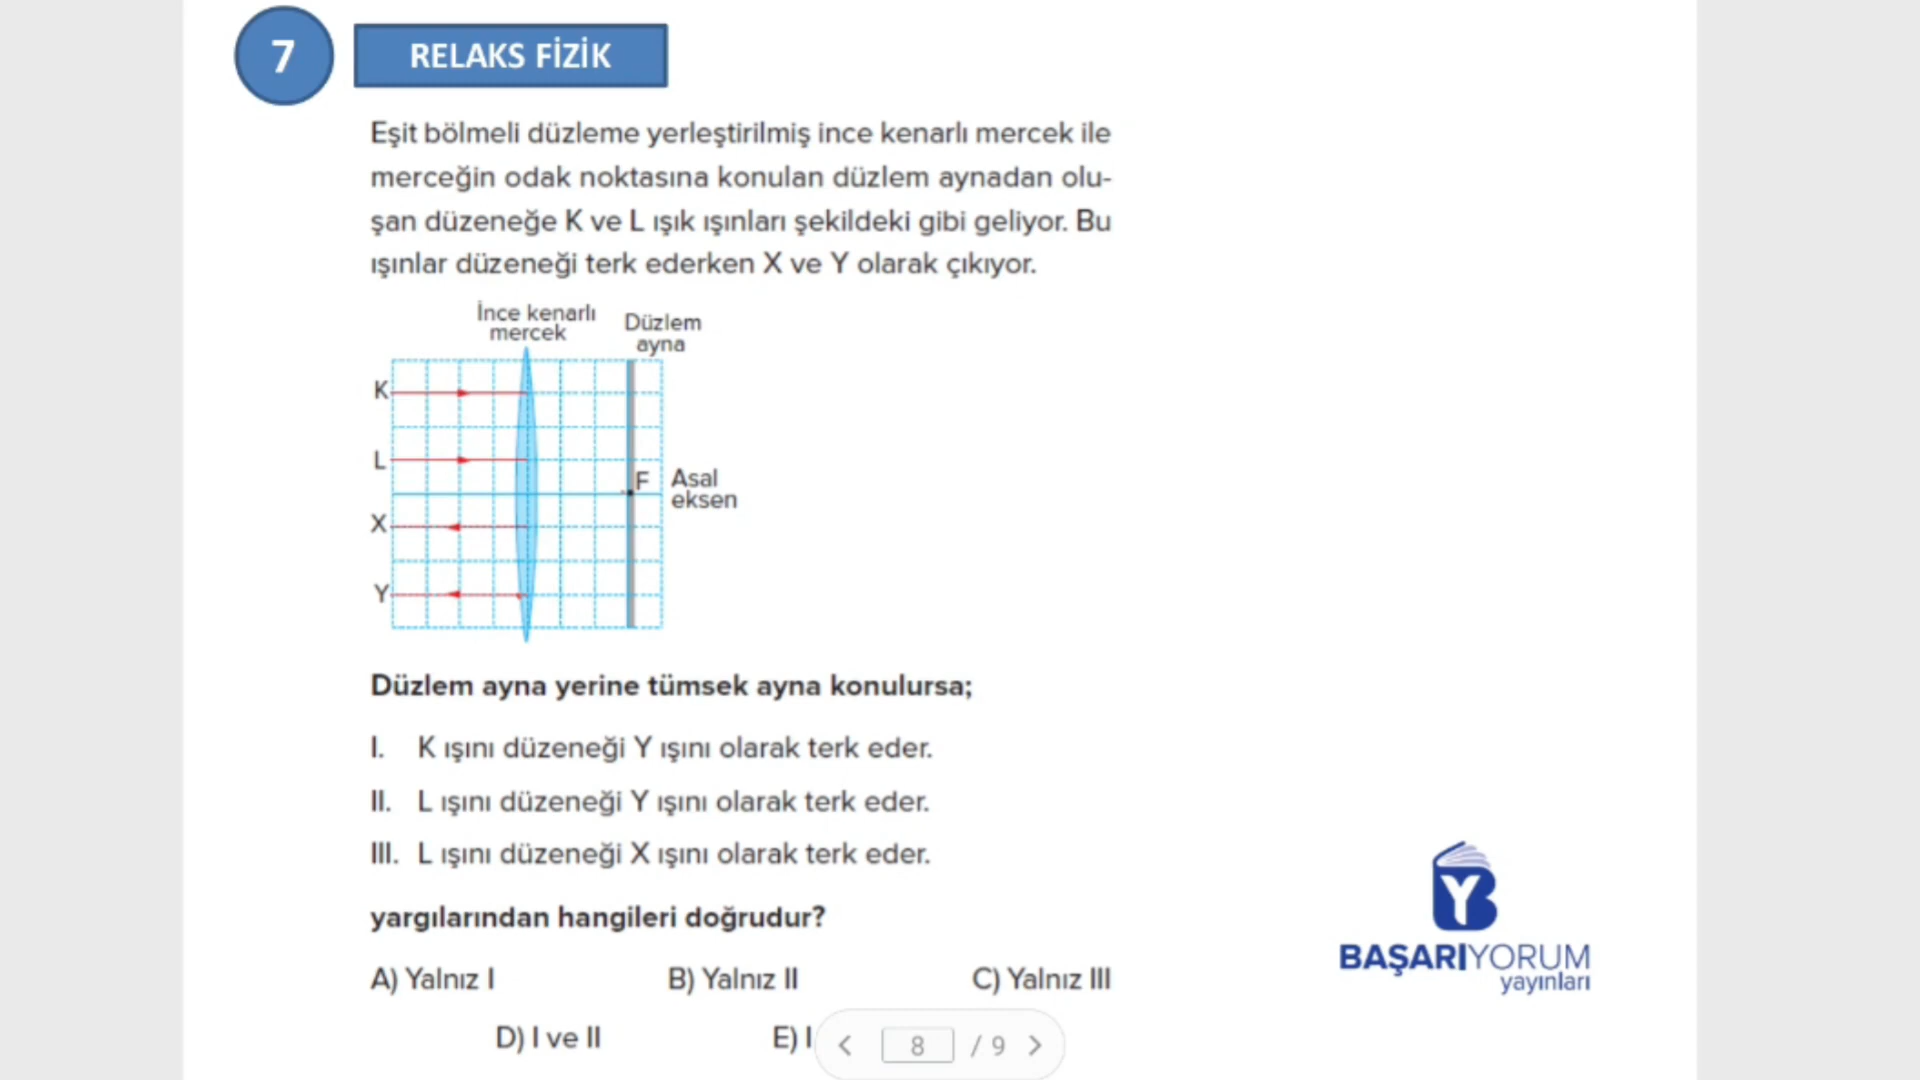 7
RELAKS FİZİK
Eşit bölmeli düzleme yerleştirilmiş ince kenarlı mercek ile
merceğin odak noktasına konulan düzlem aynadan olu-
şan düzeneğe K ve L ışık ışınları şekildeki gibi geliyor. Bu
ışınlar düzeneği terk ederken X ve Y olarak çıkıyor.
İnce kenarlı
mercek
Düzlem
ayna
K
L
F
Asal
eksen
X
Y
Düzlem ayna yerine tümsek ayna konulursa;
I. K ışını düzeneği Y ışını olarak terk eder.
II. L ışını düzeneği Y ışını olarak terk eder.
III. L ışını düzeneği X ışını olarak terk eder.
yargılarından hangileri doğrudur?
A) Yalnız I B) Yalnız II C) Yalnız III
D) I ve II E) I
8 / 9
YB
BAŞARIYORUM
yayınları